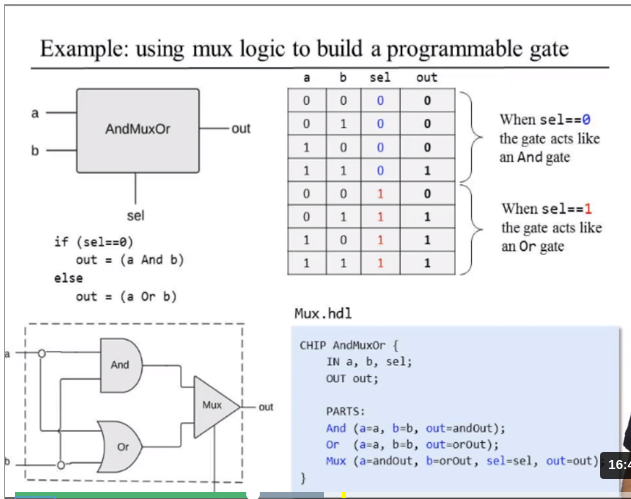 Example: using mux logic to build a programmable gate
a
b
AndMuxOr
out
sel
if (sel==0)
out = (a And b)
else
out = (a Or b)
a b sel out
0 0 0 0
0 1 0 0
1 0 0 0
1 1 0 1
0 0 1 0
0 1 1 1
1 0 1 1
1 1 1 1
When sel==0
the gate acts like
an And gate
When sel==1
the gate acts like
an Or gate
a
b
And
Or
Mux
out
Mux.hdl
CHIP AndMuxOr {
IN a, b, sel;
OUT out;
PARTS:
And (a=a, b=b, out=andOut);
Or (a=a, b=b, out=orOut);
Mux (a=andOut, b=orOut, sel=sel, out=out)
}